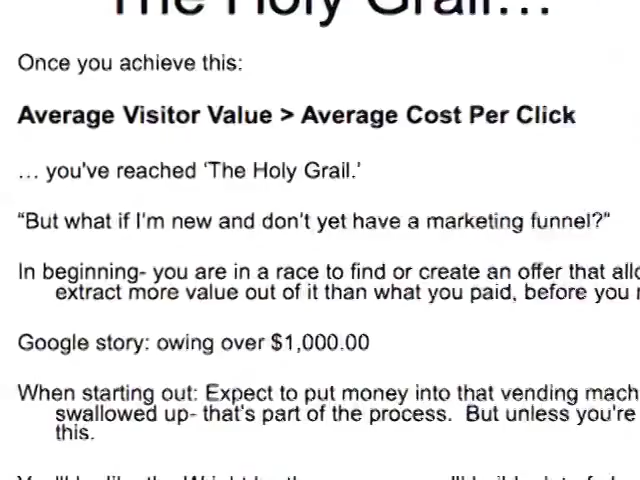 The Holy Grail…
Once you achieve this:
Average Visitor Value > Average Cost Per Click
… you've reached ‘The Holy Grail.’
“But what if I'm new and don't yet have a marketing funnel?”
In beginning- you are in a race to find or create an offer that
extract more value out of it than what you paid, before you
Google story: owing over $1,000.00
When starting out: Expect to put money into that vending
swallowed up- that's part of the process.  But unless you're
this.